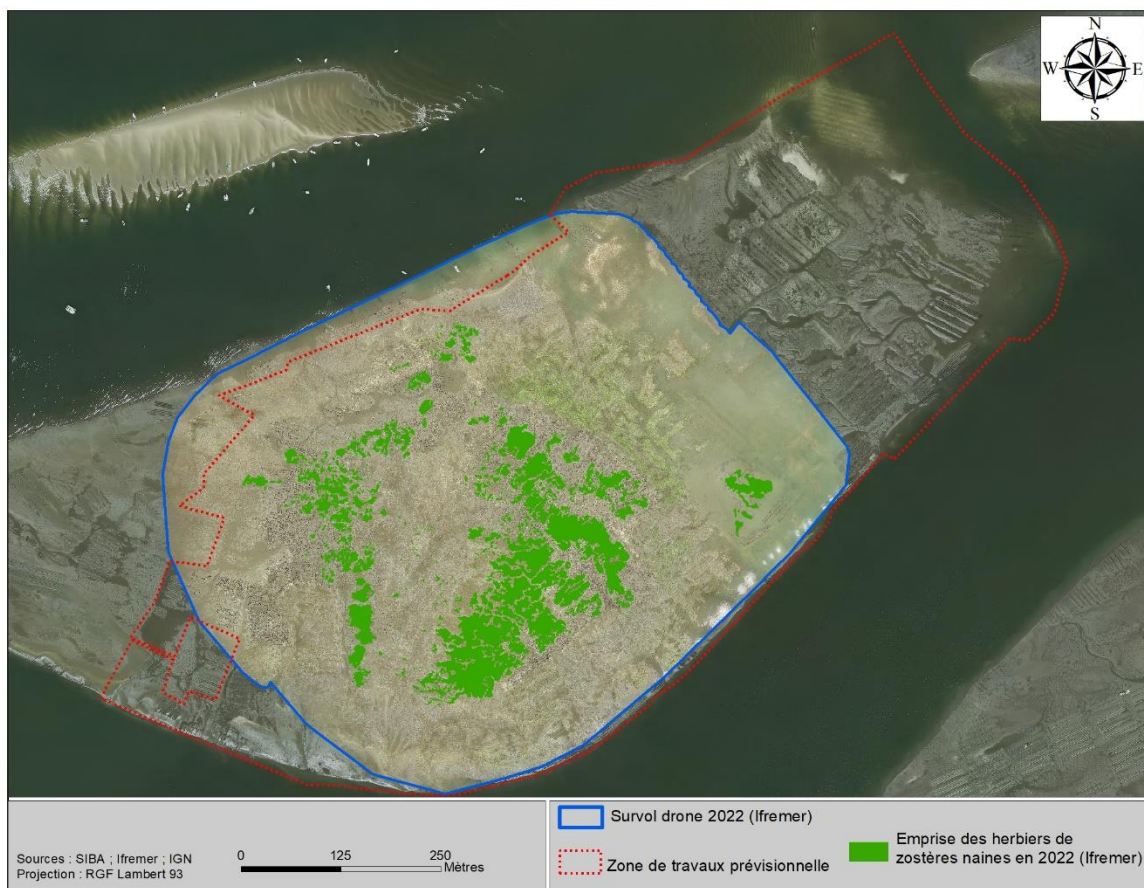 N
W E
S
Survol drone 2022 (Ifremer)
Zone de travaux prévisionnelle
Emprise des herbiers de
zostères naines en 2022 (Ifremer)
Sources : SIBA ; Ifremer ; IGN
Projection : RGF Lambert 93
0 125 250
Mètres